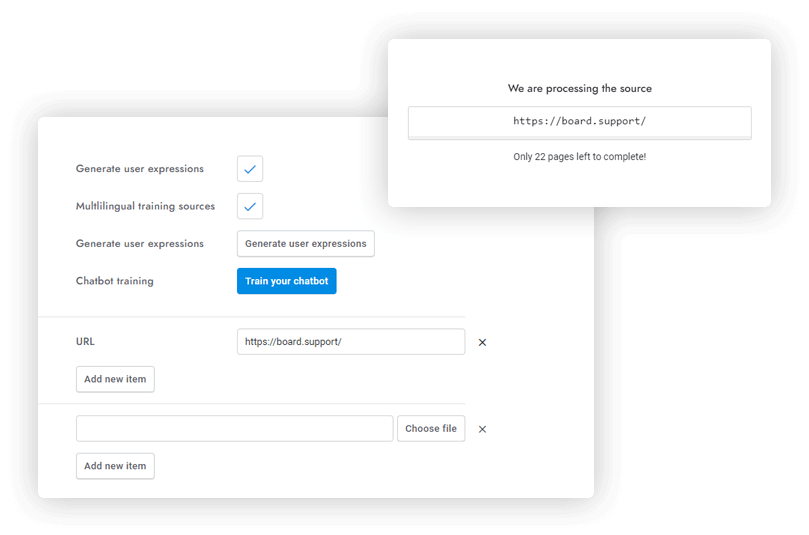 We are processing the source
https://board.support/
Only 22 pages left to complete!
Generate user expressions
Multlilingual training sources
Generate user expressions Generate user expressions
Chatbot training Train your chatbot
URL https://board.support/
Add new item
Choose file
Add new item